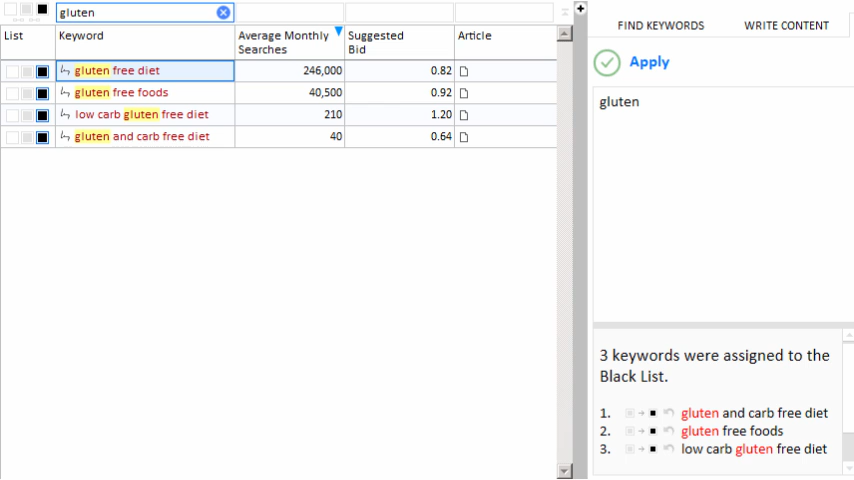 gluten
List Keyword Average Monthly Searches Suggested Bid Article
gluten free diet 246,000 0.82
gluten free foods 40,500 0.92
low carb gluten free diet 210 1.20
gluten and carb free diet 40 0.64
FIND KEYWORDS WRITE CONTENT
Apply
gluten
3 keywords were assigned to the
Black List.
1. gluten and carb free diet
2. gluten free foods
3. low carb gluten free diet